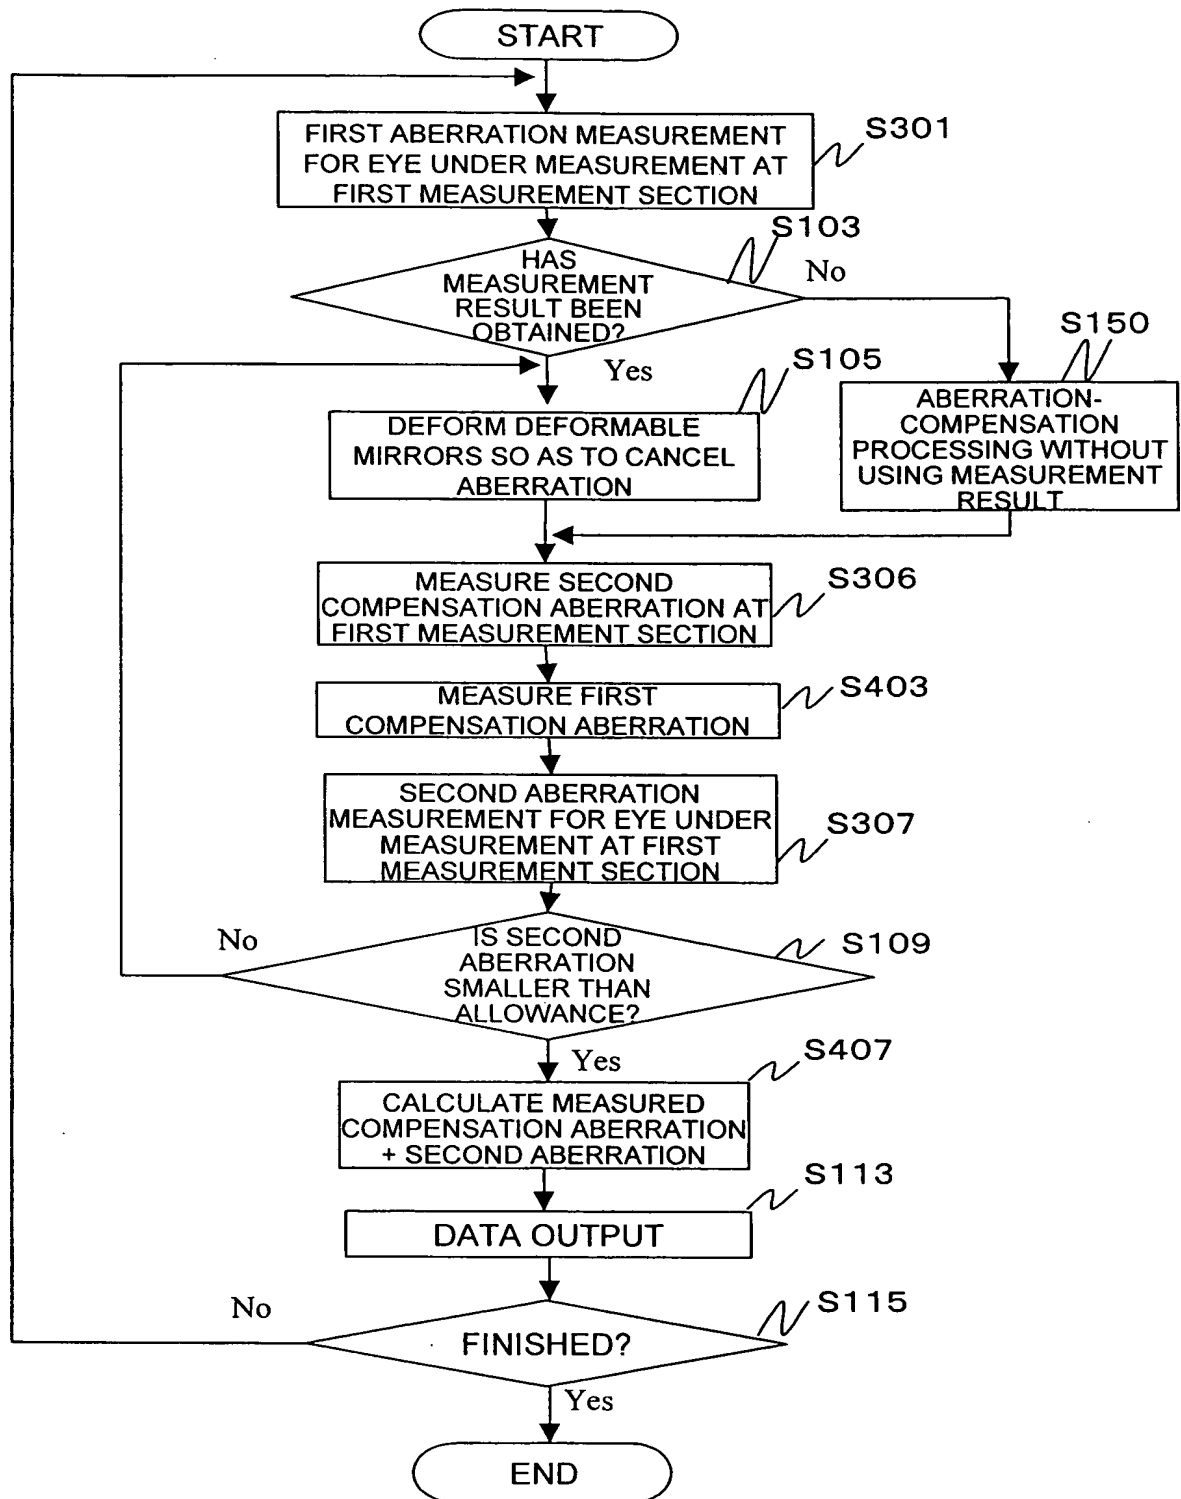 START
FIRST ABERRATION MEASUREMENT
FOR EYE UNDER MEASUREMENT AT
FIRST MEASUREMENT SECTION
S301
HAS
MEASUREMENT
RESULT BEEN
OBTAINED?
S103
No
Yes
S150
ABERRATION-
COMPENSATION
PROCESSING WITHOUT
USING MEASUREMENT
RESULT
S105
DEFORM DEFORMABLE
MIRRORS SO AS TO CANCEL
ABERRATION
MEASURE SECOND
COMPENSATION ABERRATION AT
FIRST MEASUREMENT SECTION
S306
MEASURE FIRST
COMPENSATION ABERRATION
S403
SECOND ABERRATION
MEASUREMENT FOR EYE UNDER
MEASUREMENT AT FIRST
MEASUREMENT SECTION
S307
No
IS SECOND
ABERRATION
SMALLER THAN
ALLOWANCE?
S109
Yes
S407
CALCULATE MEASURED
COMPENSATION ABERRATION
+ SECOND ABERRATION
S113
DATA OUTPUT
No
FINISHED?
S115
Yes
END